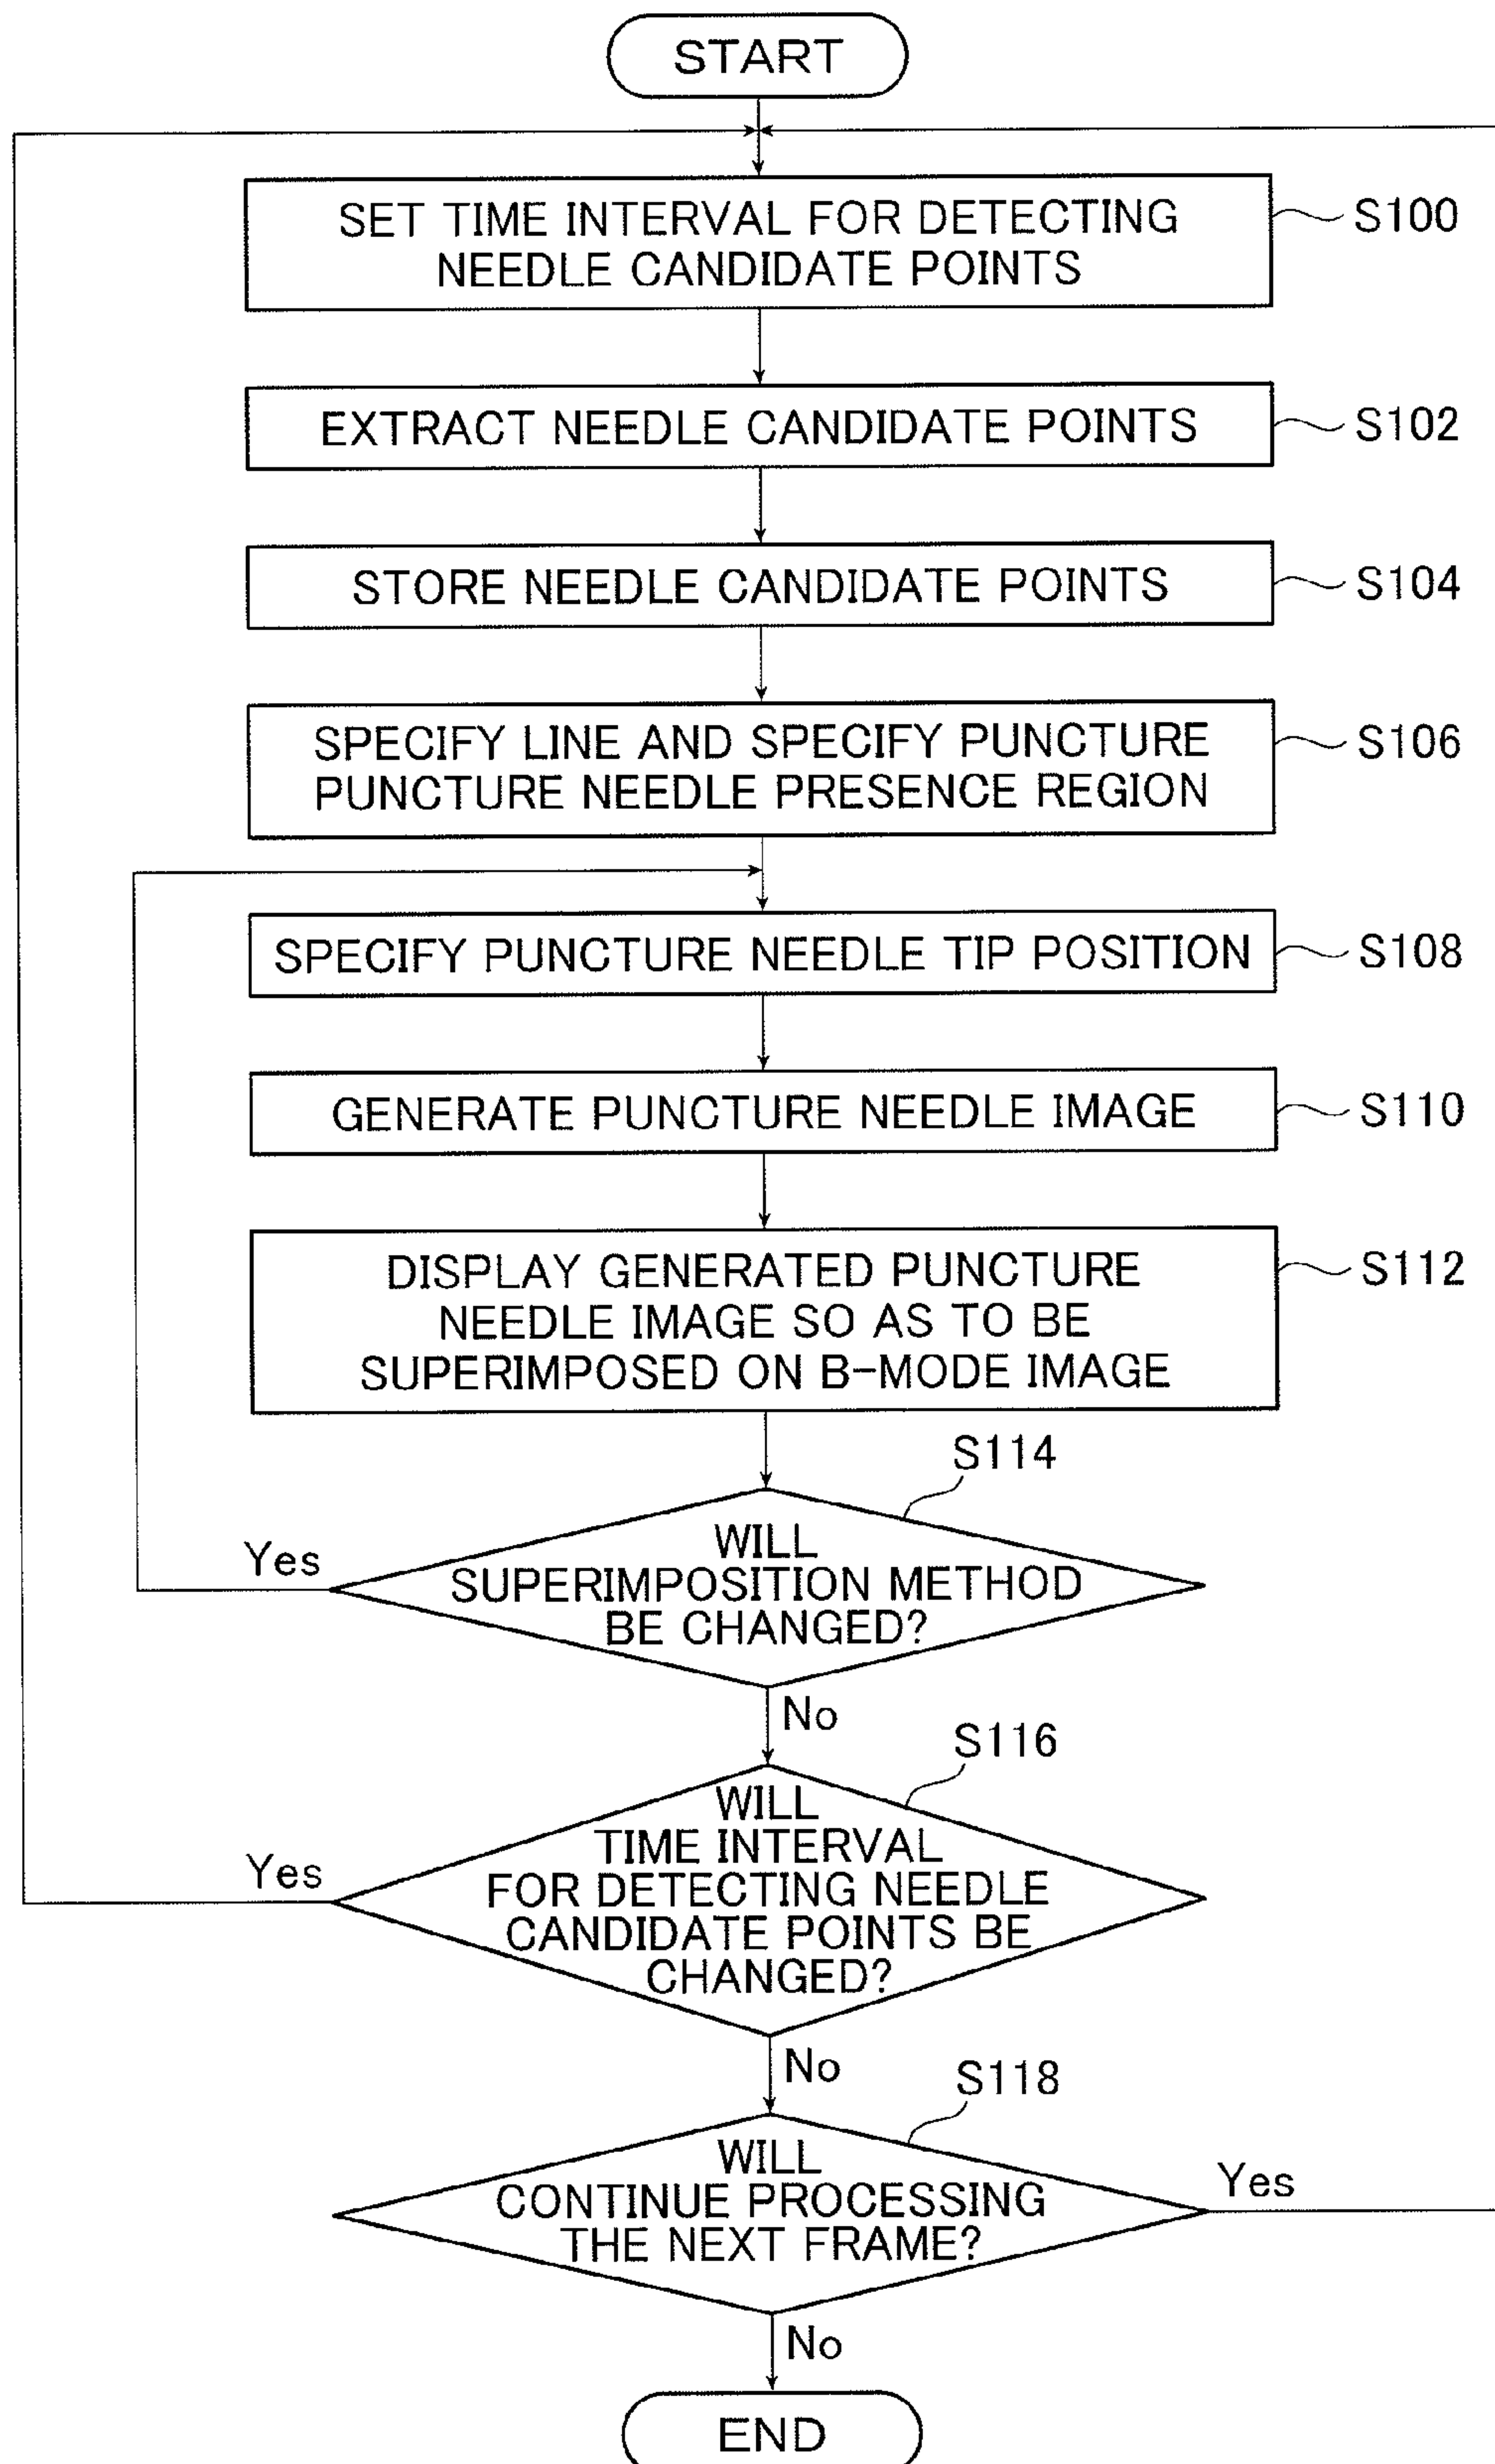 START
SET TIME INTERVAL FOR DETECTING
NEEDLE CANDIDATE POINTS
S100
EXTRACT NEEDLE CANDIDATE POINTS
S102
STORE NEEDLE CANDIDATE POINTS
S104
SPECIFY LINE AND SPECIFY PUNCTURE
PUNCTURE NEEDLE PRESENCE REGION
S106
SPECIFY PUNCTURE NEEDLE TIP POSITION
S108
GENERATE PUNCTURE NEEDLE IMAGE
S110
DISPLAY GENERATED PUNCTURE
NEEDLE IMAGE SO AS TO BE
SUPERIMPOSED ON B-MODE IMAGE
S112
S114
WILL
SUPERIMPOSITION METHOD
BE CHANGED?
Yes
No
S116
WILL
TIME INTERVAL
FOR DETECTING NEEDLE
CANDIDATE POINTS BE
CHANGED?
Yes
No
S118
WILL
CONTINUE PROCESSING
THE NEXT FRAME?
Yes
No
END